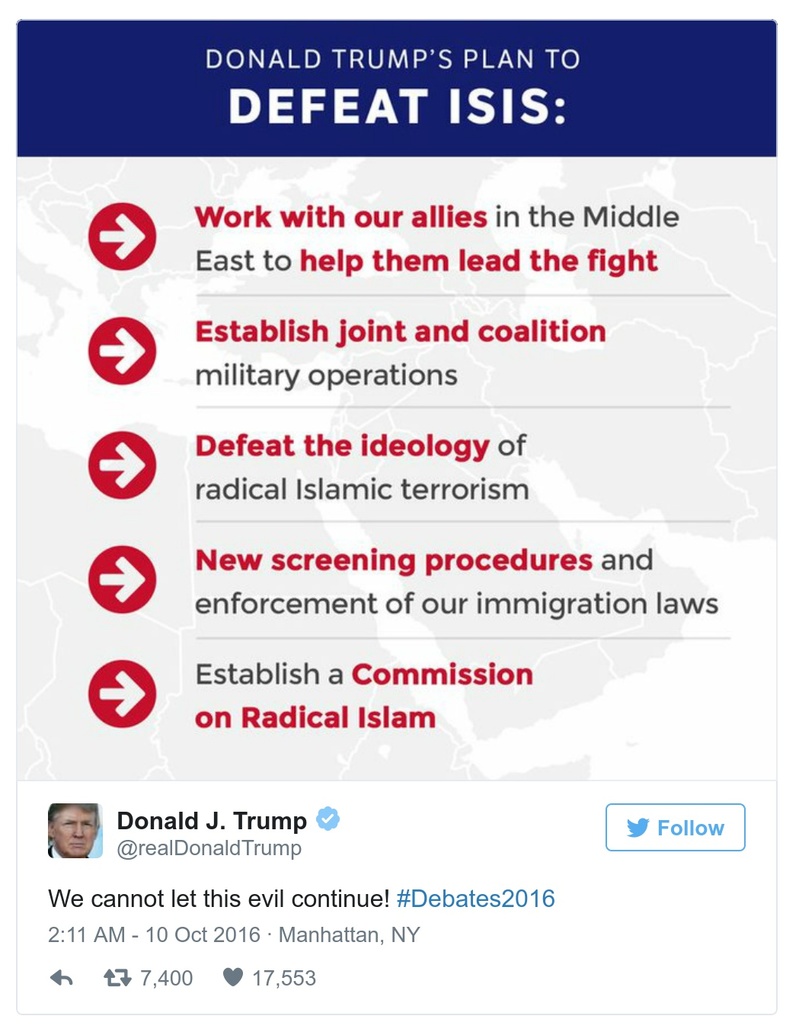 DONALD TRUMP’S PLAN TO
DEFEAT ISIS:
Work with our allies in the Middle
East to help them lead the fight
Establish joint and coalition
military operations
Defeat the ideology of
radical Islamic terrorism
New screening procedures and
enforcement of our immigration laws
Establish a Commission
on Radical Islam
Donald J. Trump
@realDonaldTrump
Follow
We cannot let this evil continue! #Debates2016
2:11 AM - 10 Oct 2016 · Manhattan, NY
7,400 17,553